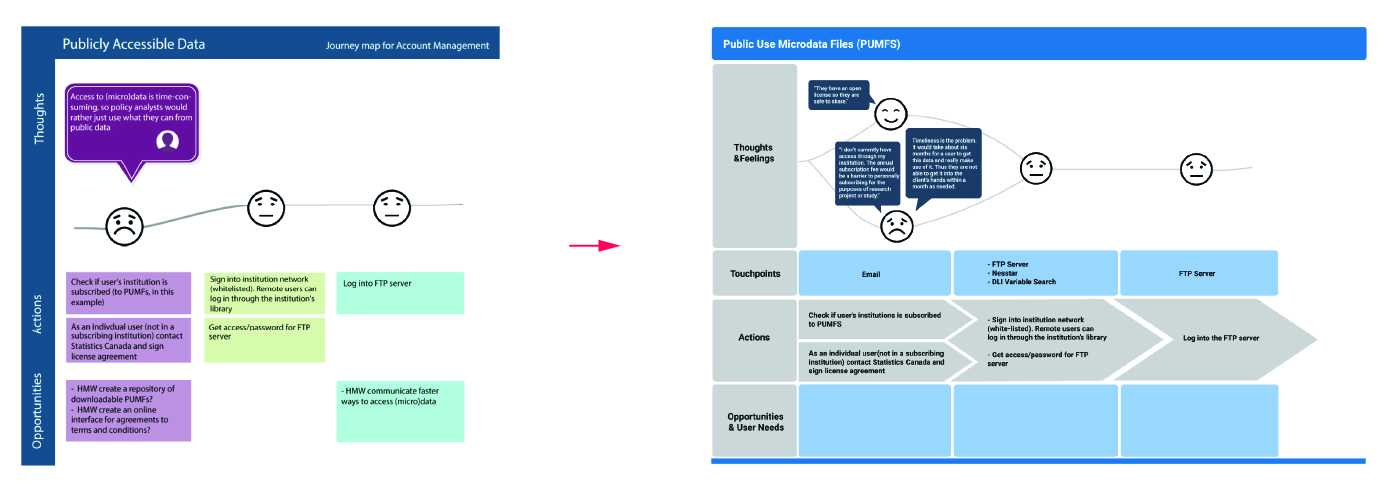 Publicly Accessible Data
Journey map for Account Management
Thoughts
Access to (micro)data is time-con-
suming, so policy analysts would
rather just use what they can from
public data
Actions
Check if user's institution is
subscribed (to PUMFs, in this
example)
Sign into institution network
(whitelisted). Remote users can
log in through the institution's
library
Log into FTP server
As an indivdual user (not in a
subscribing institution) contact
Statistics Canada and sign
license agreement
Get access/password for FTP
server
Opportunities
- HMW create a repository of
downloadable PUMFs?
- HMW create an online
interface for agreements to
terms and conditions?
- HMW communicate faster
ways to access (micro)data
Public Use Microdata Files (PUMFS)
Thoughts
&Feelings
"They have an open
license so they are
safe to share."
"I don't currently have
access through my
institution. The annual
subscription fee would
be a barrier to personally
subscribing for the
purposes of research
project or study."
Timeliness is the problem.
It would take about six
months for a user to get
this data and really make
use of it. Thus they are not
able to get it into the
client's hands within a
month as needed.
Touchpoints
Email
- FTP Server
- Nesstar
- DLI Variable Search
FTP Server
Actions
Check if user's institutions is subscribed
to PUMFS
As an individual user(not in a subscribing
institution) contact Statistics Canada and
sign license agreement
- Sign into institution network
(white-listed). Remote users can
log in through the institution's library
- Get access/password for FTP
server
Log into the FTP server
Opportunities
& User Needs